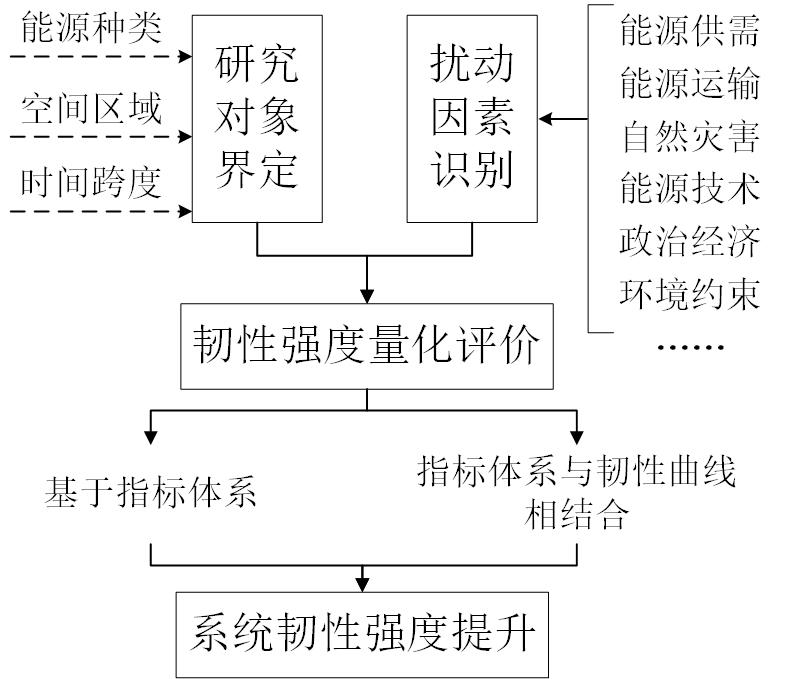 能源种类
空间区域
时间跨度
研究
对象
界定
扰动
因素
识别
能源供需
能源运输
自然灾害
能源技术
政治经济
环境约束
……
韧性强度量化评价
基于指标体系
指标体系与韧性曲线
相结合
系统韧性强度提升